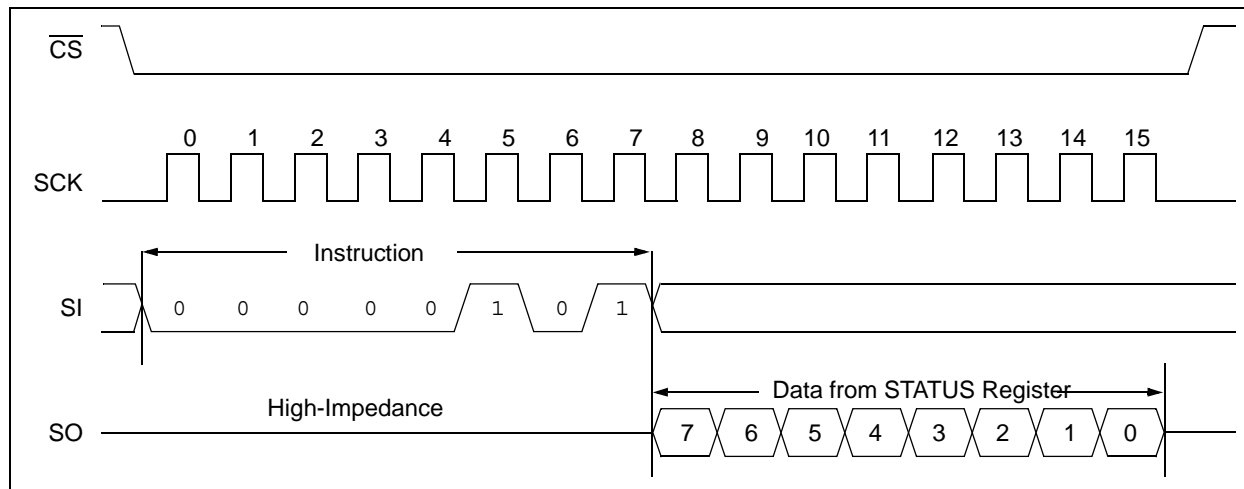 CS
0 1 2 3 4 5 6 7 8 9 10 11 12 13 14 15
SCK
Instruction
SI 0 0 0 0 0 1 0 1
Data from STATUS Register
High-Impedance
SO 7 6 5 4 3 2 1 0